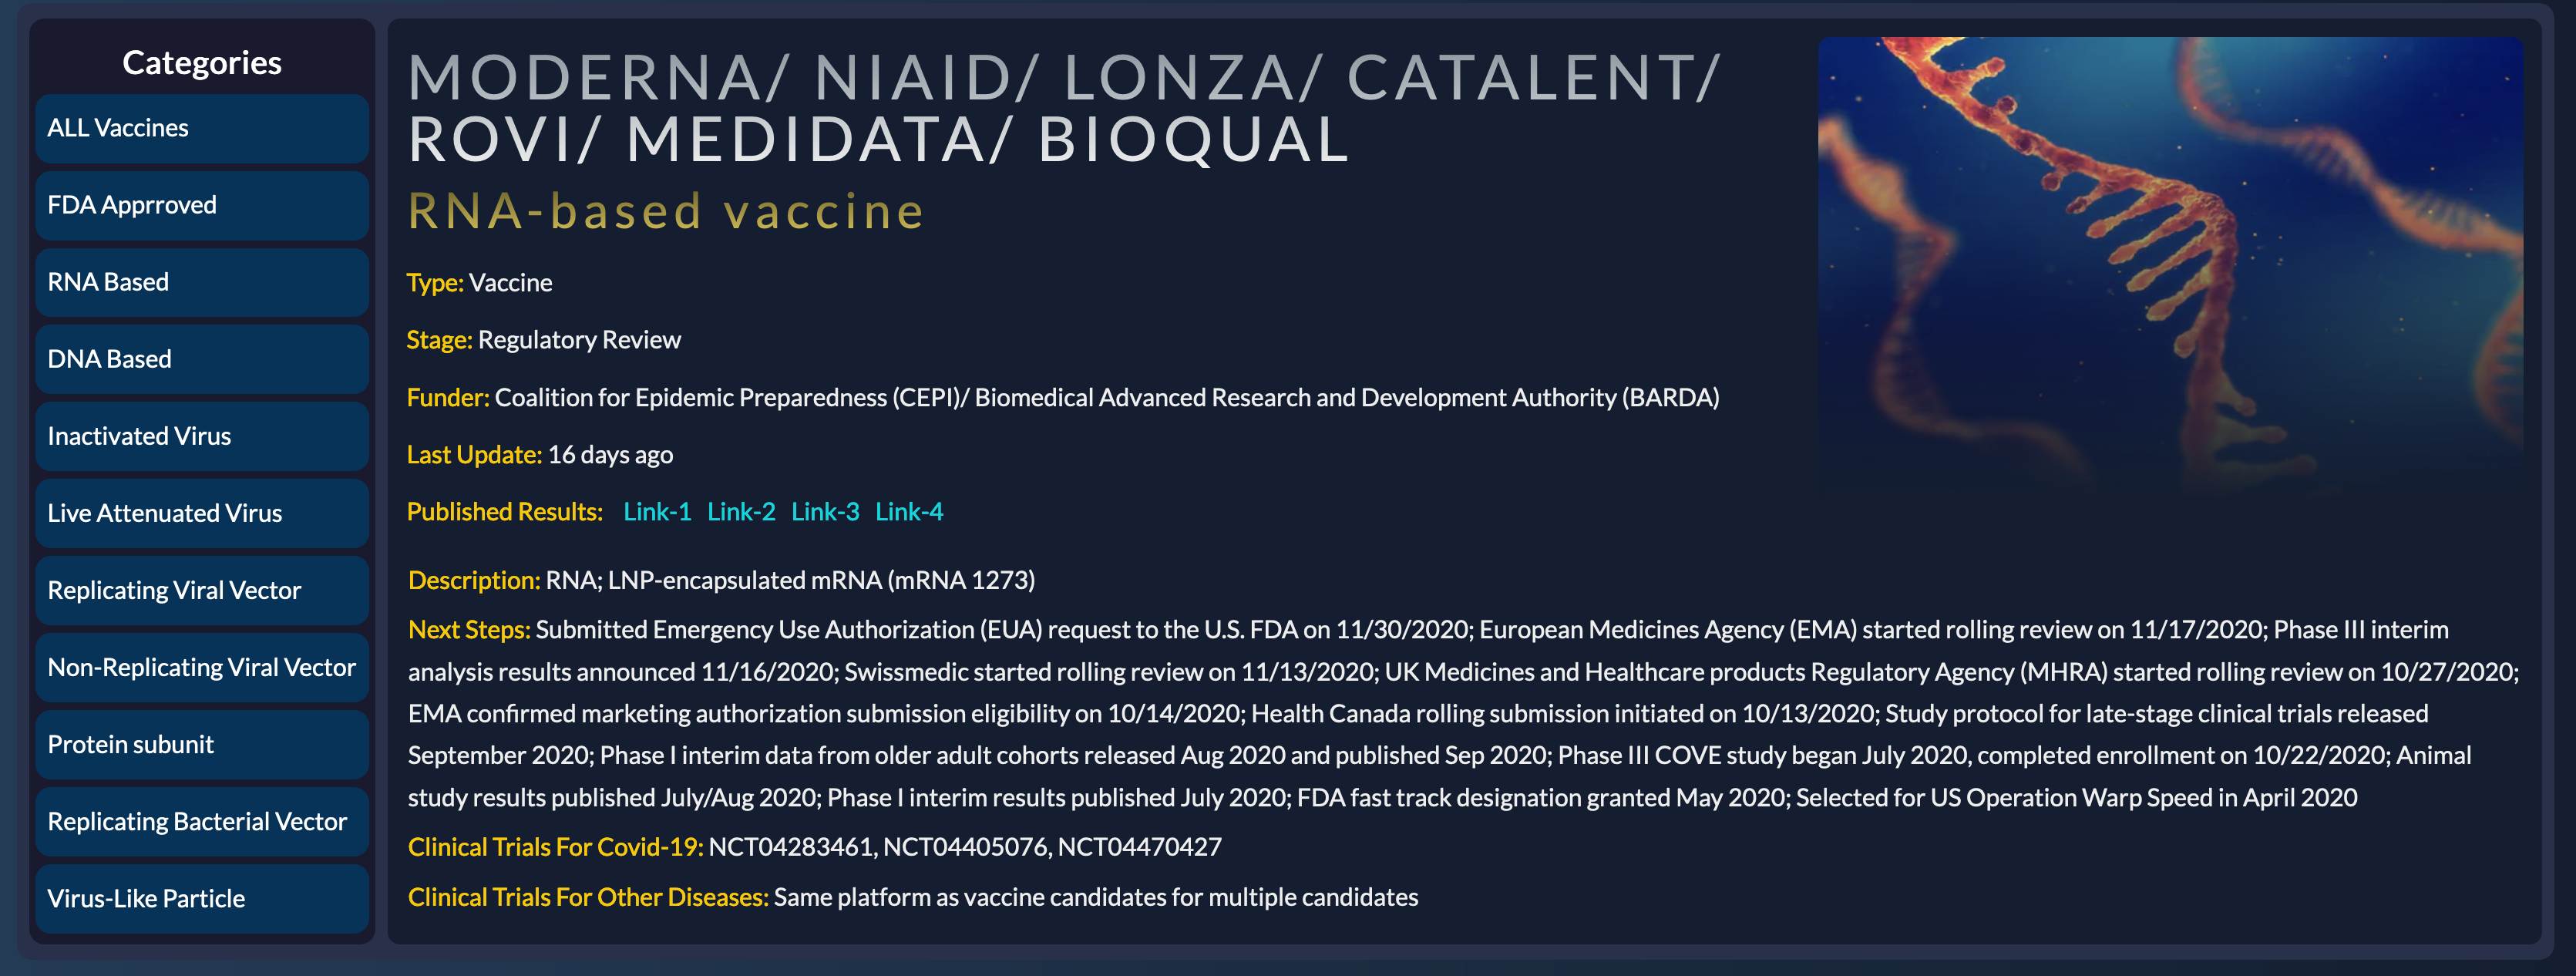 Categories
ALL Vaccines
FDA Apprroved
RNA Based
DNA Based
Inactivated Virus
Live Attenuated Virus
Replicating Viral Vector
Non-Replicating Viral Vector
Protein subunit
Replicating Bacterial Vector
Virus-Like Particle
MODERNA/ NIAID/ LONZA/ CATALENT/
ROVI/ MEDIDATA/ BIOQUAL
RNA-based vaccine
Type: Vaccine
Stage: Regulatory Review
Funder: Coalition for Epidemic Preparedness (CEPI)/ Biomedical Advanced Research and Development Authority (BARDA)
Last Update: 16 days ago
Published Results: Link-1 Link-2 Link-3 Link-4
Description: RNA; LNP-encapsulated mRNA (mRNA 1273)
Next Steps: Submitted Emergency Use Authorization (EUA) request to the U.S. FDA on 11/30/2020; European Medicines Agency (EMA) started rolling review on 11/17/2020; Phase III interim
analysis results announced 11/16/2020; Swissmedic started rolling review on 11/13/2020; UK Medicines and Healthcare products Regulatory Agency (MHRA) started rolling review on 10/27/2020;
EMA confirmed marketing authorization submission eligibility on 10/14/2020; Health Canada rolling submission initiated on 10/13/2020; Study protocol for late-stage clinical trials released
September 2020; Phase I interim data from older adult cohorts released Aug 2020 and published Sep 2020; Phase III COVE study began July 2020, completed enrollment on 10/22/2020; Animal
study results published July/Aug 2020; Phase I interim results published July 2020; FDA fast track designation granted May 2020; Selected for US Operation Warp Speed in April 2020
Clinical Trials For Covid-19: NCT04283461, NCT04405076, NCT04470427
Clinical Trials For Other Diseases: Same platform as vaccine candidates for multiple candidates